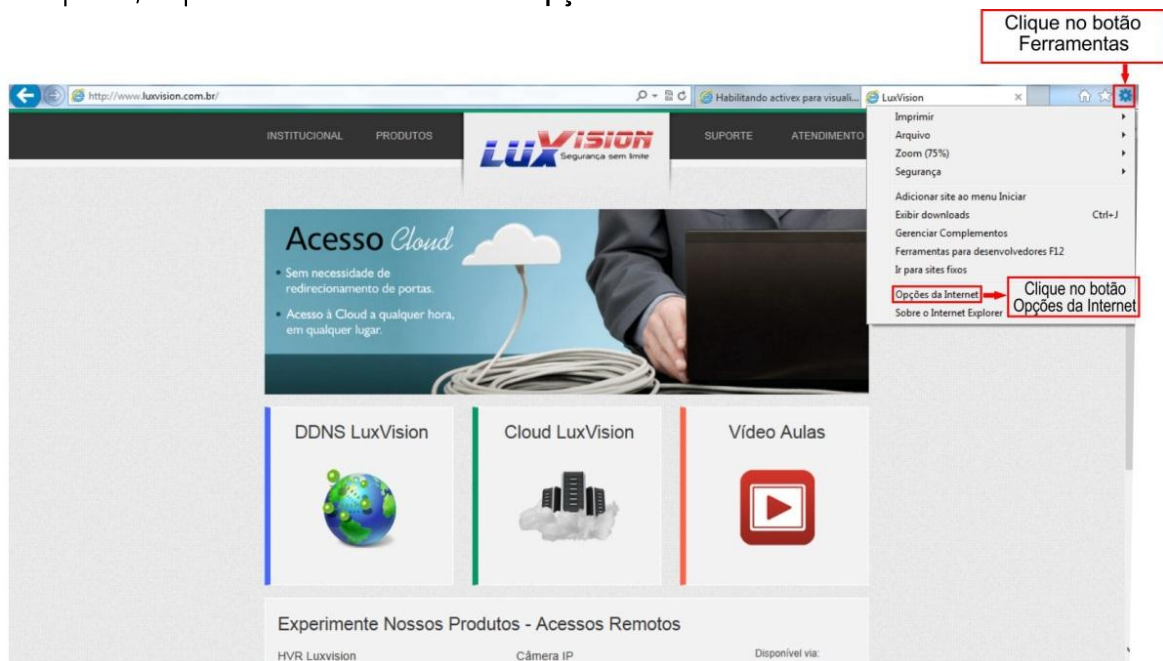 Clique no botão
Ferramentas
http://www.luxvision.com.br/
Habilitando activex para visuali...
LuxVision
INSTITUCIONAL
PRODUTOS
LUXVISION
Segurança sem limite
SUPORTE
ATENDIMENTO
Imprimir
Arquivo
Zoom (75%)
Segurança
Adicionar site ao menu Iniciar
Exibir downloads Ctrl+J
Gerenciar Complementos
Ferramentas para desenvolvedores F12
Ir para sites fixos
Opções da Internet
Clique no botão
Opções da Internet
Sobre o Internet Explorer
Acesso Cloud
• Sem necessidade de
redirecionamento de portas.
• Acesso à Cloud a qualquer hora,
em qualquer lugar.
DDNS LuxVision
Cloud LuxVision
Vídeo Aulas
Experimente Nossos Produtos - Acessos Remotos
HVR Luxvision
Câmera IP
Disponível via: